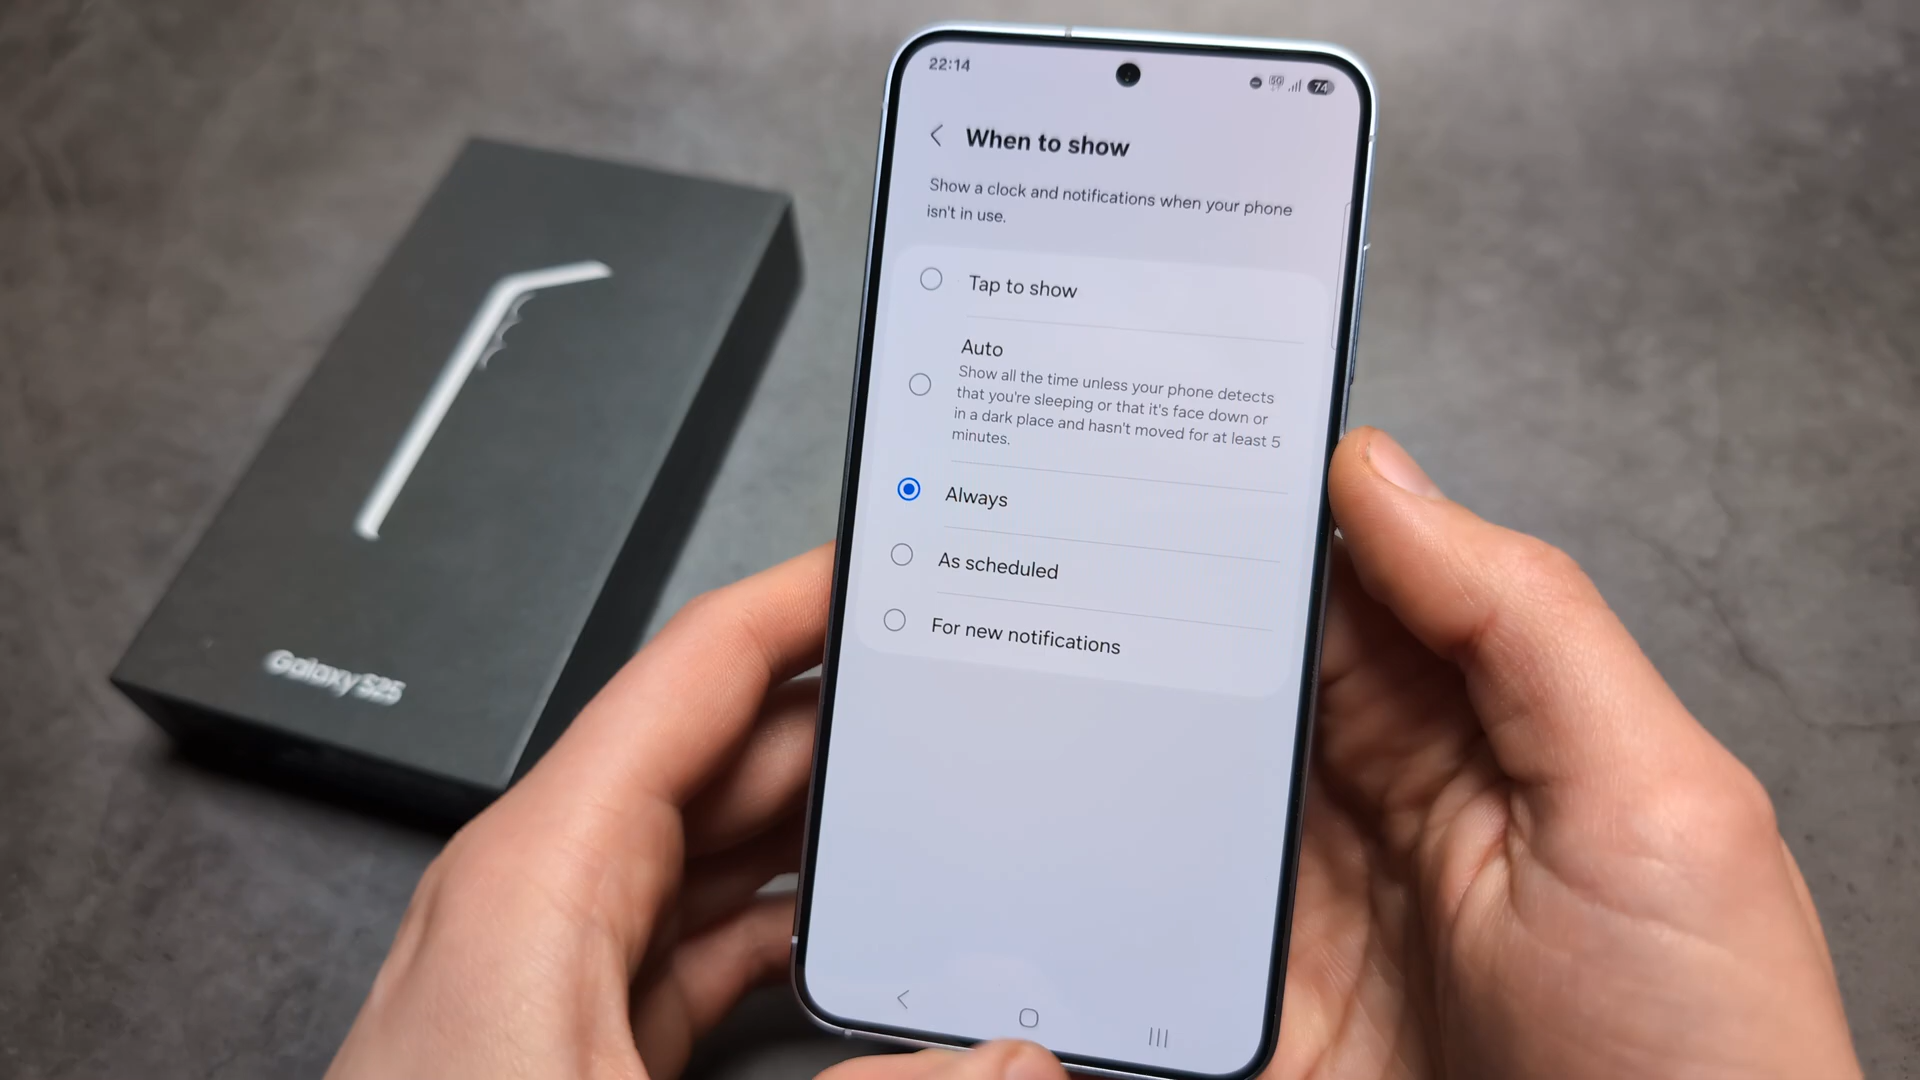 22:14
5G
74
When to show
Show a clock and notifications when your phone
isn't in use.
Tap to show
Auto
Show all the time unless your phone detects
that you're sleeping or that it's face down or
in a dark place and hasn't moved for at least 5
minutes.
Always
As scheduled
For new notifications
Galaxy S25